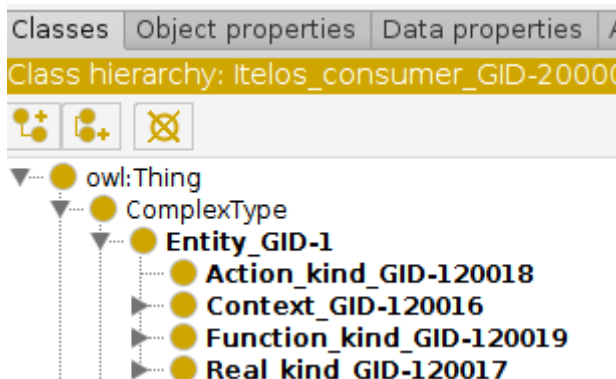 Classes Object properties Data properties
Class hierarchy: Itelos_consumer_GID-2000
owl:Thing
ComplexType
Entity_GID-1
Action_kind_GID-120018
Context_GID-120016
Function_kind_GID-120019
Real_kind_GID-120017